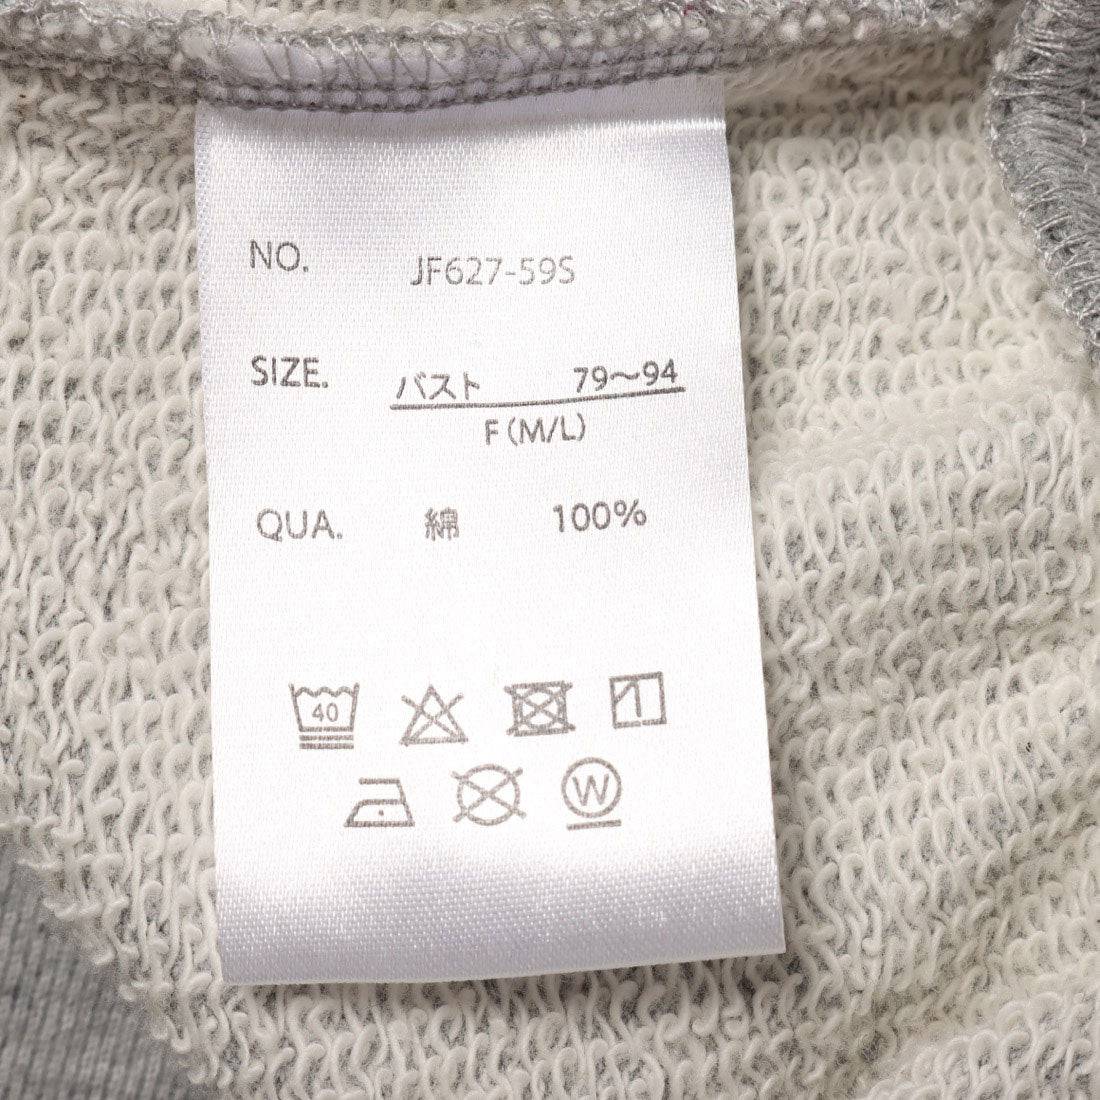 NO. JF627-59S
SIZE. バスト 79〜94
F(M/L)
QUA. 綿 100%
40
W